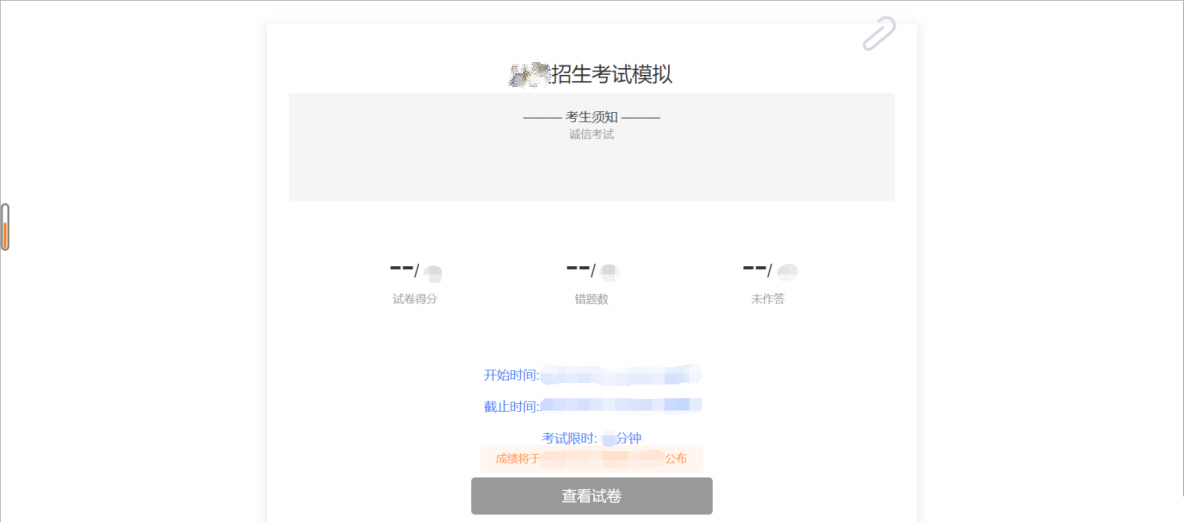 招生考试模拟
——— 考生须知 ———
诚信考试
--/
--/
--/
试卷得分
错题数
未作答
开始时间:
截止时间:
考试限时: 分钟
成绩将于 公布
查看试卷